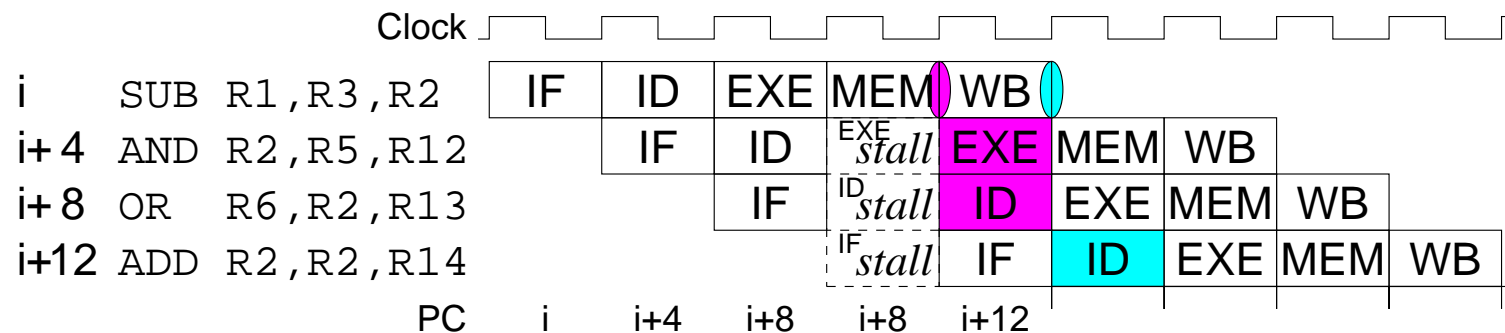 Clock
i SUB R1,R3,R2 IF ID EXE MEM WB
i+4 AND R2,R5,R12 IF ID EXE stall EXE MEM WB
i+8 OR R6,R2,R13 IF ID stall ID EXE MEM WB
i+12 ADD R2,R2,R14 IF stall IF ID EXE MEM WB
PC i i+4 i+8 i+8 i+12